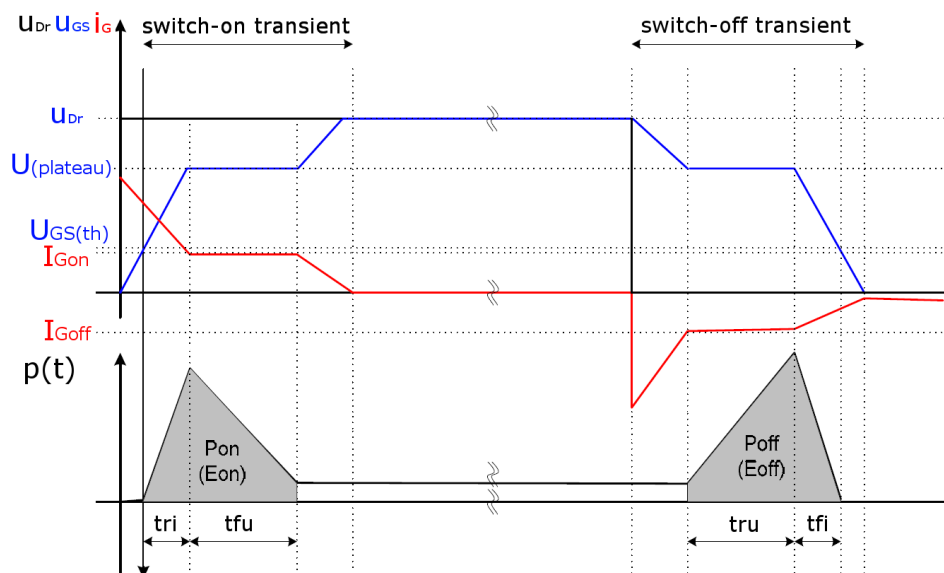 uDr uGS iG
switch-on transient
switch-off transient
uDr
U(plateau)
UGS(th)
IGon
IGoff
p(t)
Pon
(Eon)
Poff
(Eoff)
tri
tfu
tru
tfi